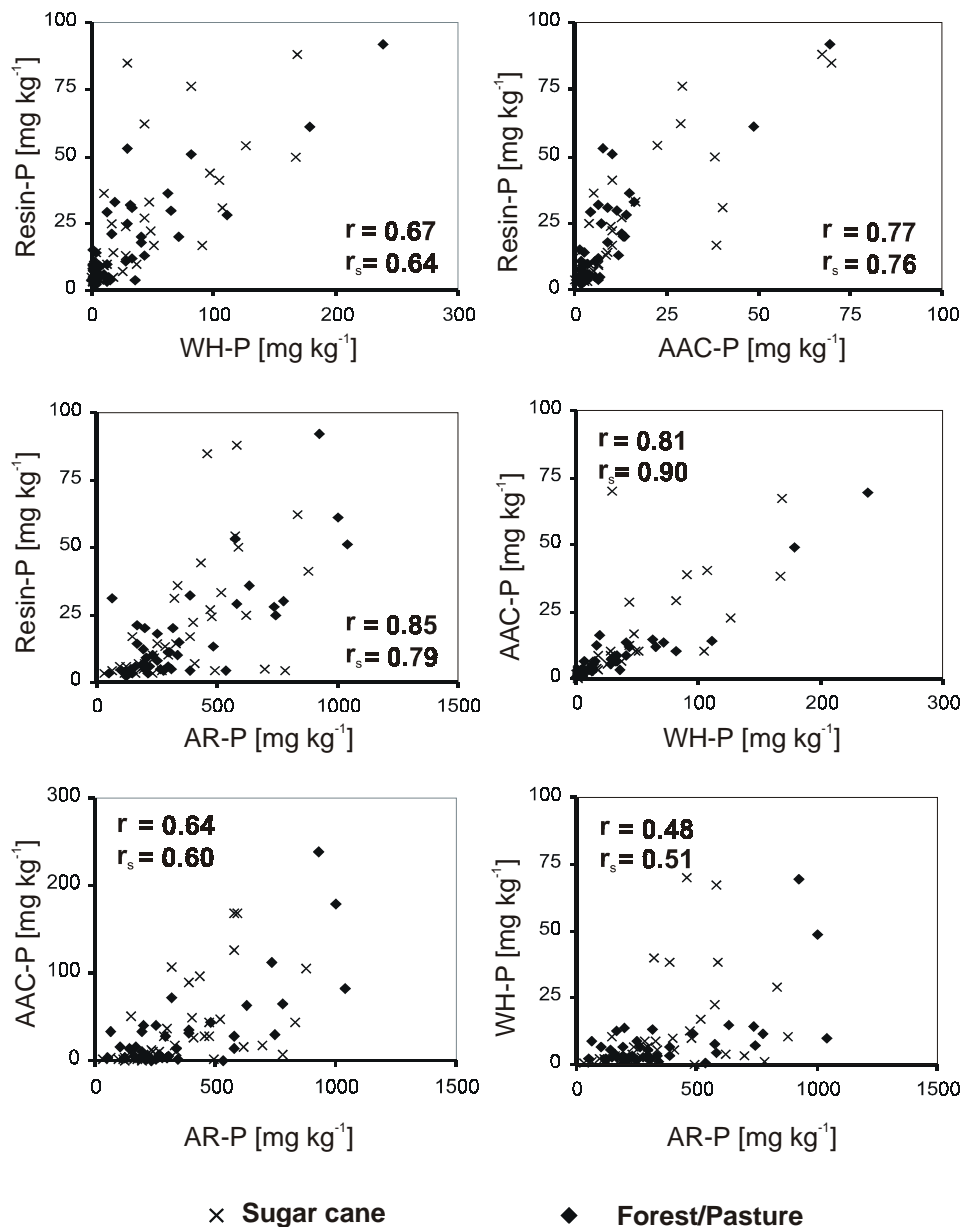 100
75
50
25
0
Resin-P [mg kg-1]
r = 0.67
rs= 0.64
0 100 200 300
WH-P [mg kg-1]
100
75
50
25
0
Resin-P [mg kg-1]
r = 0.77
rs= 0.76
0 25 50 75 100
AAC-P [mg kg-1]
100
75
50
25
0
Resin-P [mg kg-1]
r = 0.85
rs= 0.79
0 500 1000 1500
AR-P [mg kg-1]
100
75
50
25
0
AAC-P [mg kg-1]
r = 0.81
rs= 0.90
0 100 200 300
WH-P [mg kg-1]
300
200
100
0
AAC-P [mg kg-1]
r = 0.64
rs= 0.60
0 500 1000 1500
AR-P [mg kg-1]
100
75
50
25
0
WH-P [mg kg-1]
r = 0.48
rs= 0.51
0 500 1000 1500
AR-P [mg kg-1]
× Sugar cane ◆ Forest/Pasture